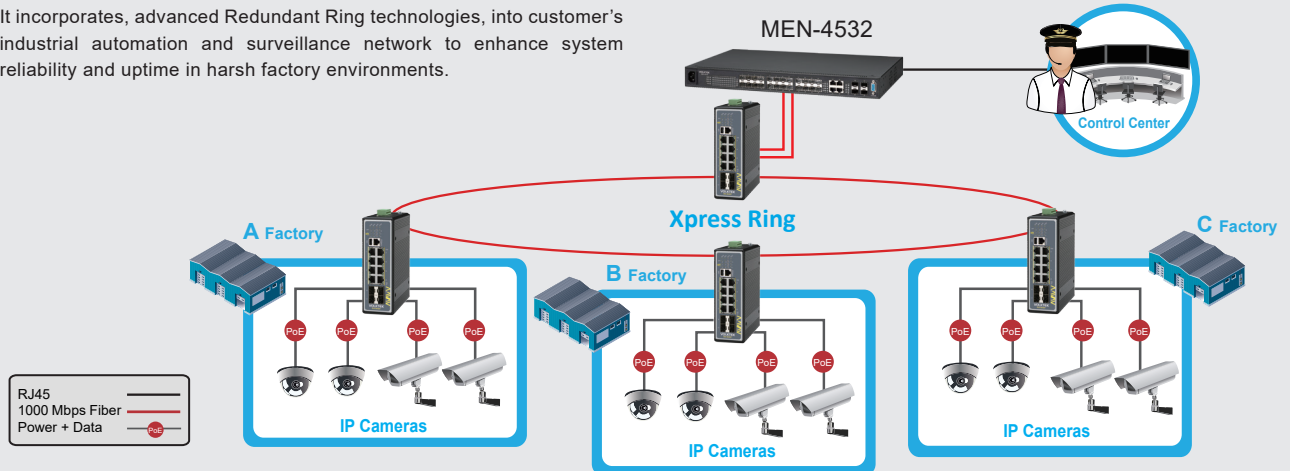 It incorporates, advanced Redundant Ring technologies, into customer's
industrial automation and surveillance network to enhance system
reliability and uptime in harsh factory environments.
MEN-4532
Control Center
Xpress Ring
A Factory
B Factory
C Factory
PoE PoE PoE PoE
PoE PoE PoE PoE
PoE PoE PoE PoE
IP Cameras
IP Cameras
IP Cameras
RJ45
1000 Mbps Fiber
Power + Data PoE